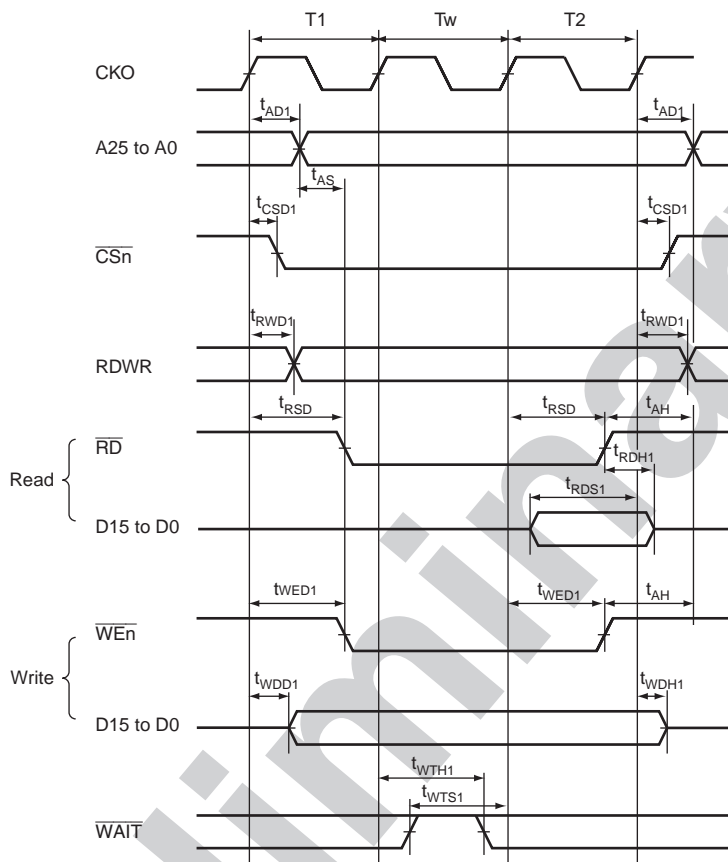 T1 Tw T2
CKO
tAD1 tAD1
A25 to A0
tAS
tCSD1 tCSD1
CSn
tRWD1 tRWD1
RDWR
tRSD tRSD tAH
RD
tRDH1
Read
tRDS1
D15 to D0
tWED1 tWED1 tAH
WEn
Write
tWDD1 tWDH1
D15 to D0
tWTH1
tWTS1
WAIT